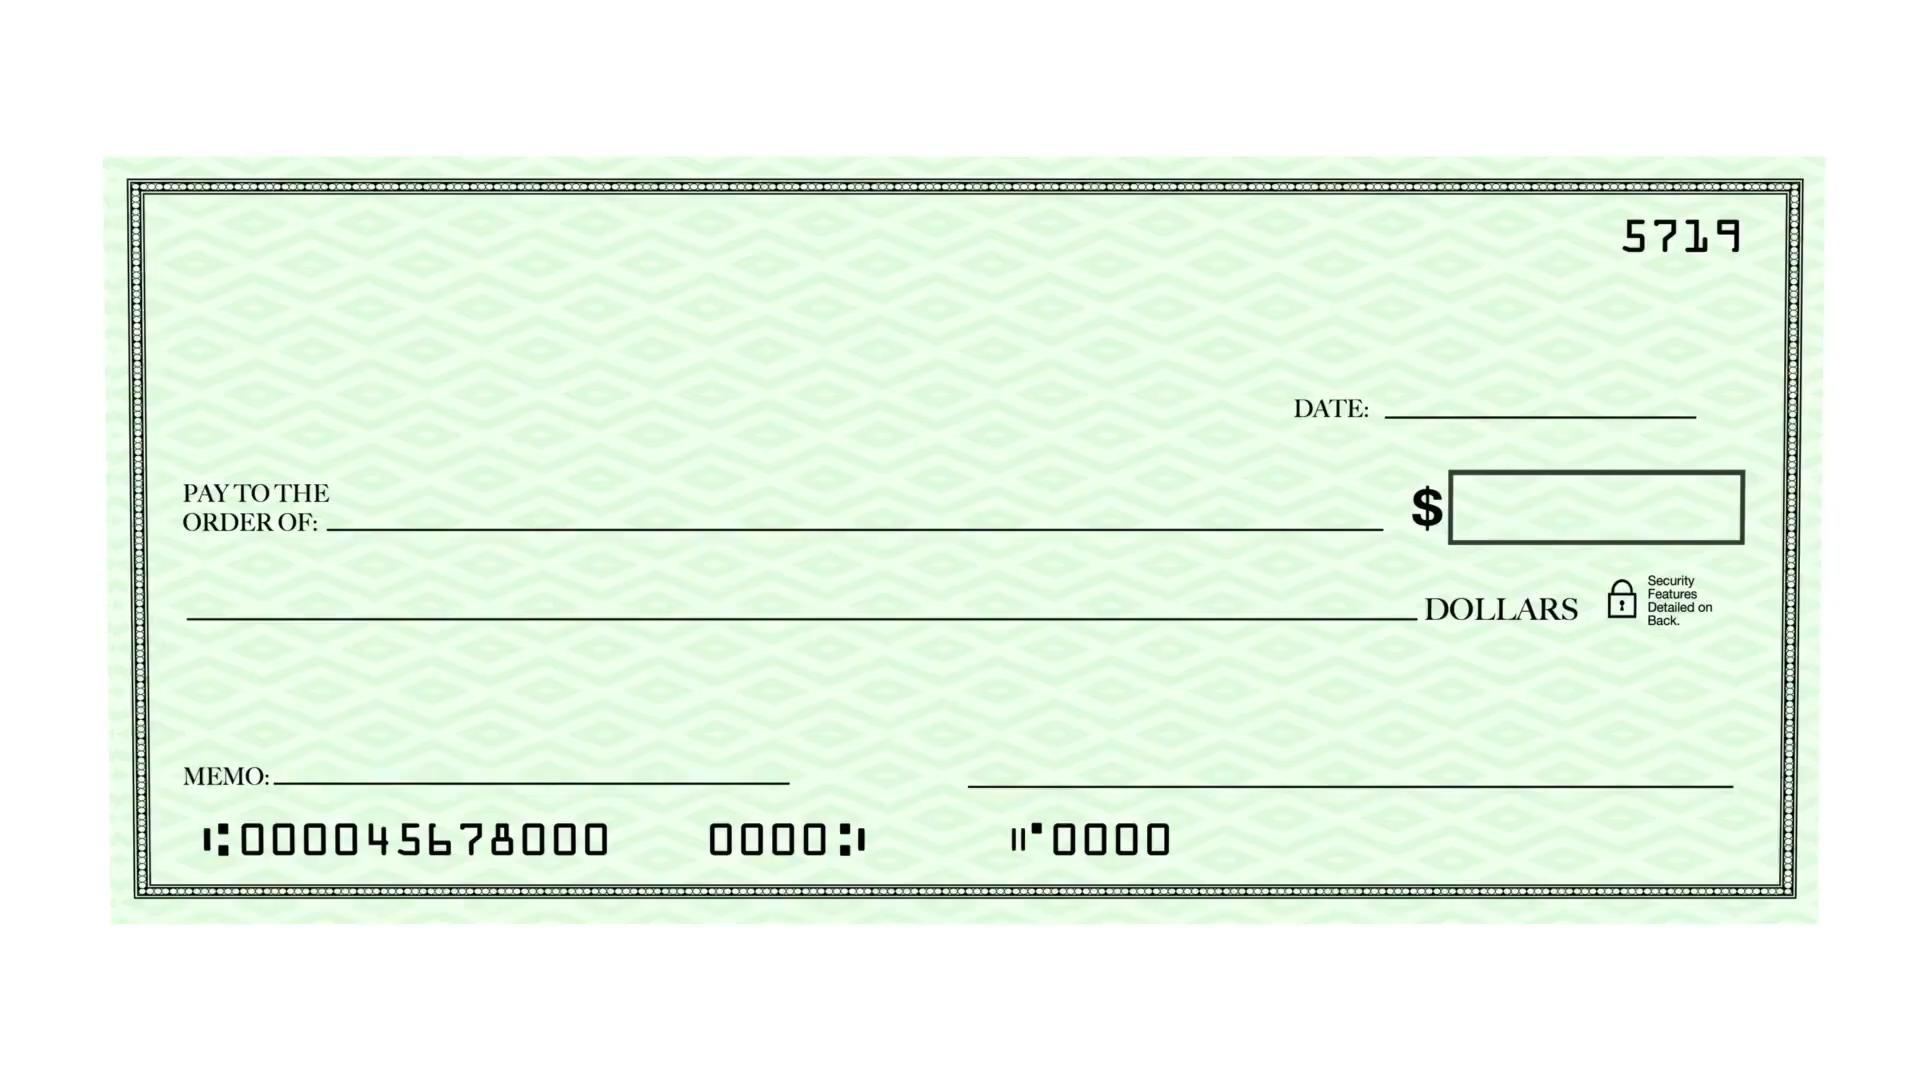 5719
DATE:
PAY TO THE
ORDER OF:
$
DOLLARS
Security
Features
Detailed on
Back.
MEMO:
⑆000045678000 0000⑆ ⑈0000